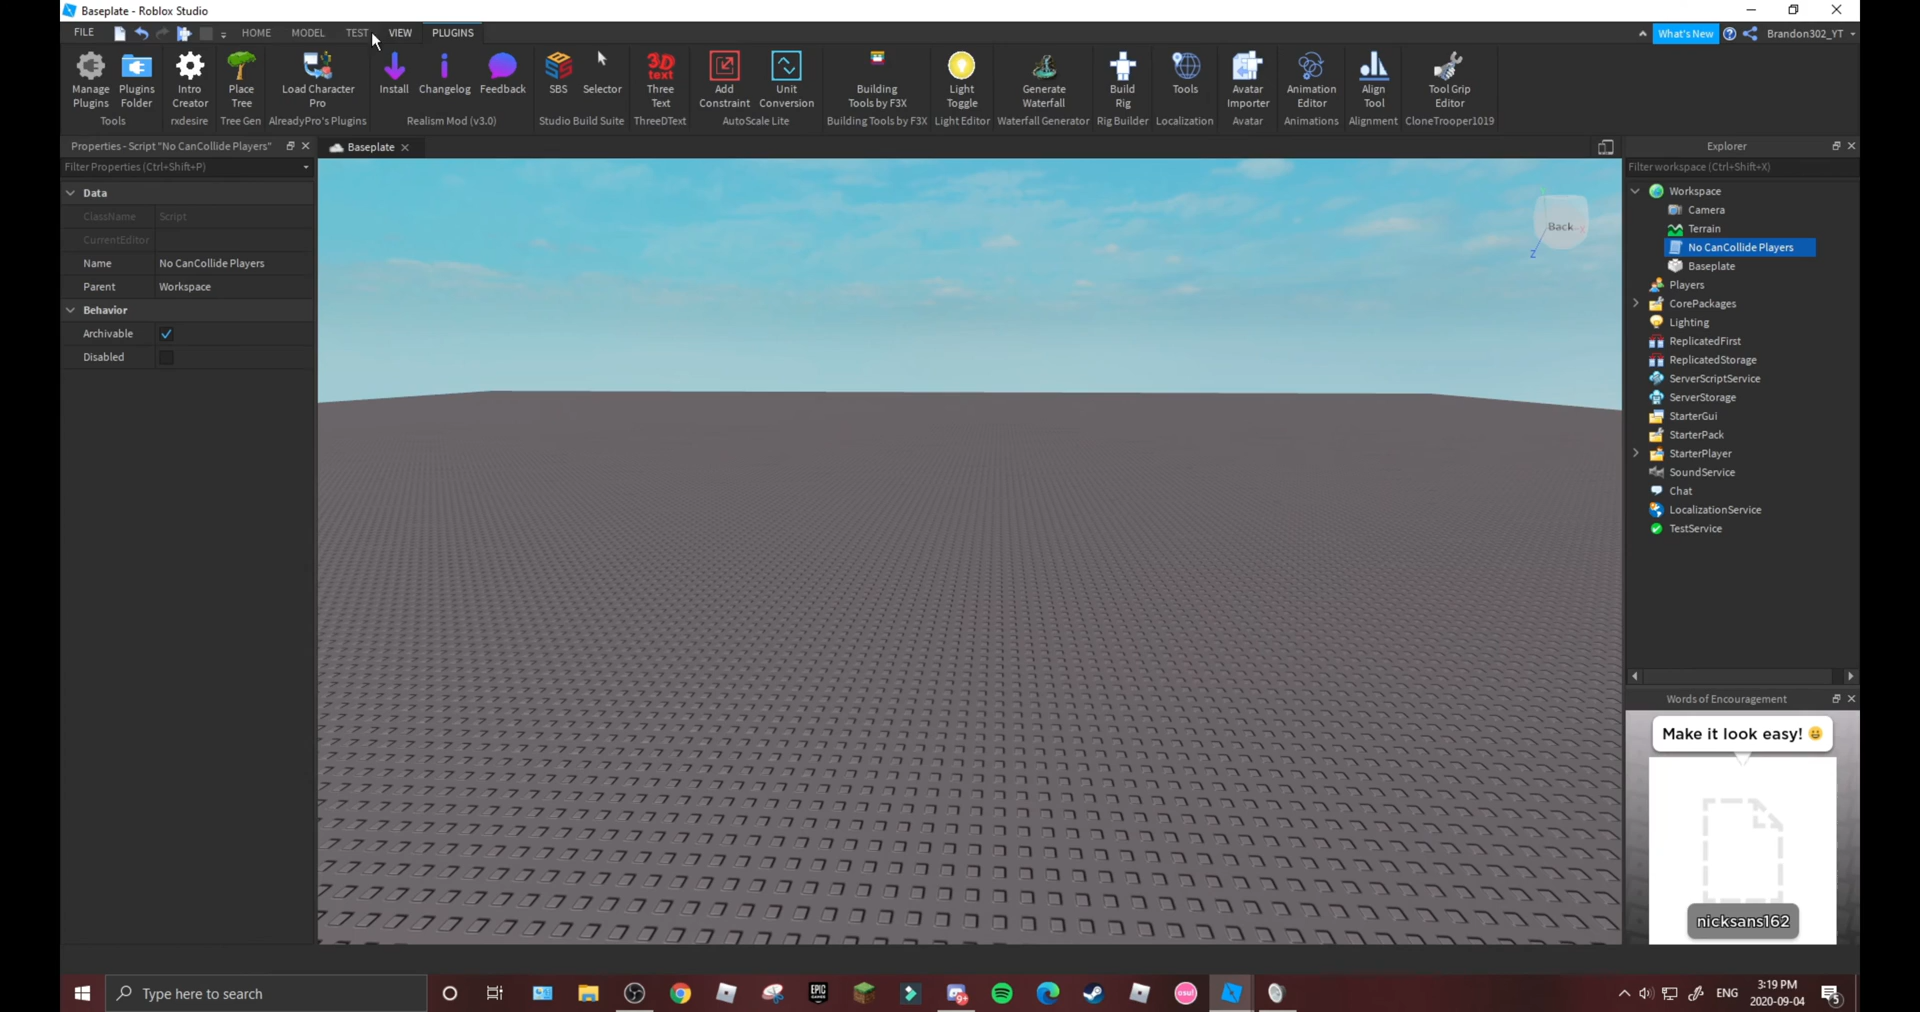 Baseplate - Roblox Studio
FILE HOME MODEL TEST VIEW PLUGINS What's New Brandon302_YT
Manage Plugins
Plugins Folder
Tools
Intro Creator
rxdesire
Place Tree
Tree Gen
Load Character Pro
AlreadyPro's Plugins
Install
Changelog
Feedback
Realism Mod (v3.0)
SBS
Selector
Studio Build Suite
3D text
Three Text
ThreeDText
Add Constraint
Unit Conversion
AutoScale Lite
Building Tools by F3X
Building Tools by F3X
Light Toggle
Light Editor
Generate Waterfall
Waterfall Generator
Build Rig
Rig Builder
Tools
Localization
Avatar Importer
Avatar
Animation Editor
Animations
Align Tool
Alignment
Tool Grip Editor
CloneTrooper1019
Properties - Script "No CanCollide Players"
Filter Properties (Ctrl+Shift+P)
Data
ClassName Script
CurrentEditor
Name No CanCollide Players
Parent Workspace
Behavior
Archivable
Disabled
Baseplate
Back
Z
Explorer
Filter workspace (Ctrl+Shift+X)
Workspace
Camera
Terrain
No CanCollide Players
Baseplate
Players
CorePackages
Lighting
ReplicatedFirst
ReplicatedStorage
ServerScriptService
ServerStorage
StarterGui
StarterPack
StarterPlayer
SoundService
Chat
LocalizationService
TestService
Words of Encouragement
Make it look easy! 😃
nicksans162
Type here to search
EPIC GAMES
9+
osu!
ENG
3:19 PM
2020-09-04
5